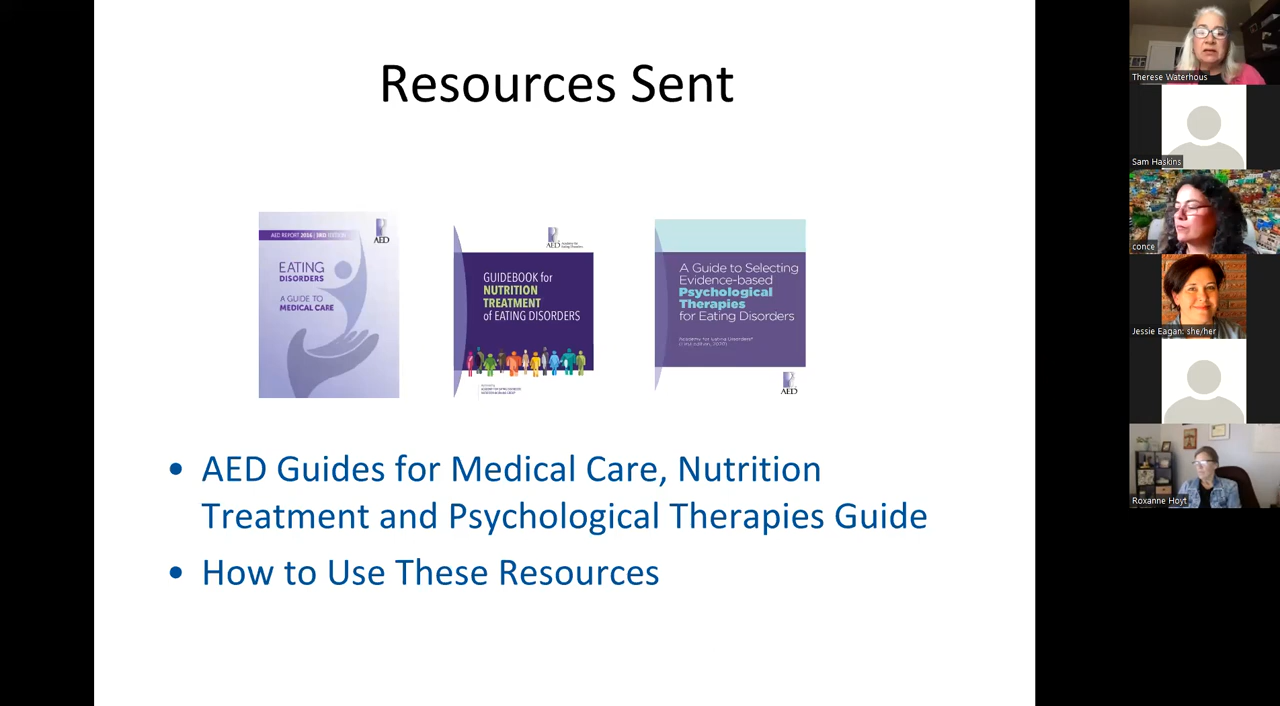 Resources Sent
AED REPORT 2016 | 3RD EDITION
AED
EATING
DISORDERS
A GUIDE TO
MEDICAL CARE
AED
GUIDEBOOK for
NUTRITION
TREATMENT
of EATING DISORDERS
A Guide to Selecting
Evidence-based
Psychological
Therapies
for Eating Disorders
AED
• AED Guides for Medical Care, Nutrition
Treatment and Psychological Therapies Guide
• How to Use These Resources
Therese Waterhous
Sam Haskins
conce
Jessie Eagan: she/her
Roxanne Hoyt